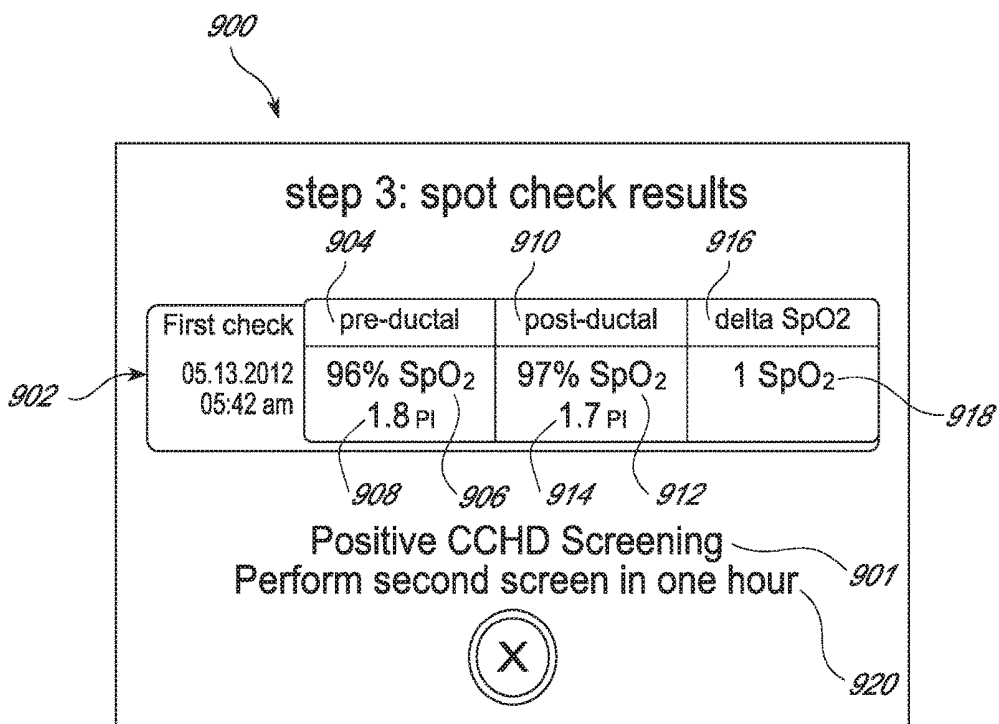 900
step 3: spot check results
904 910 916
First check pre-ductal post-ductal delta SpO2
902 05.13.2012 96% SpO₂ 97% SpO₂ 1 SpO₂
05:42 am 1.8 PI 1.7 PI 918
908 906 914 912
Positive CCHD Screening
901
Perform second screen in one hour
X
920